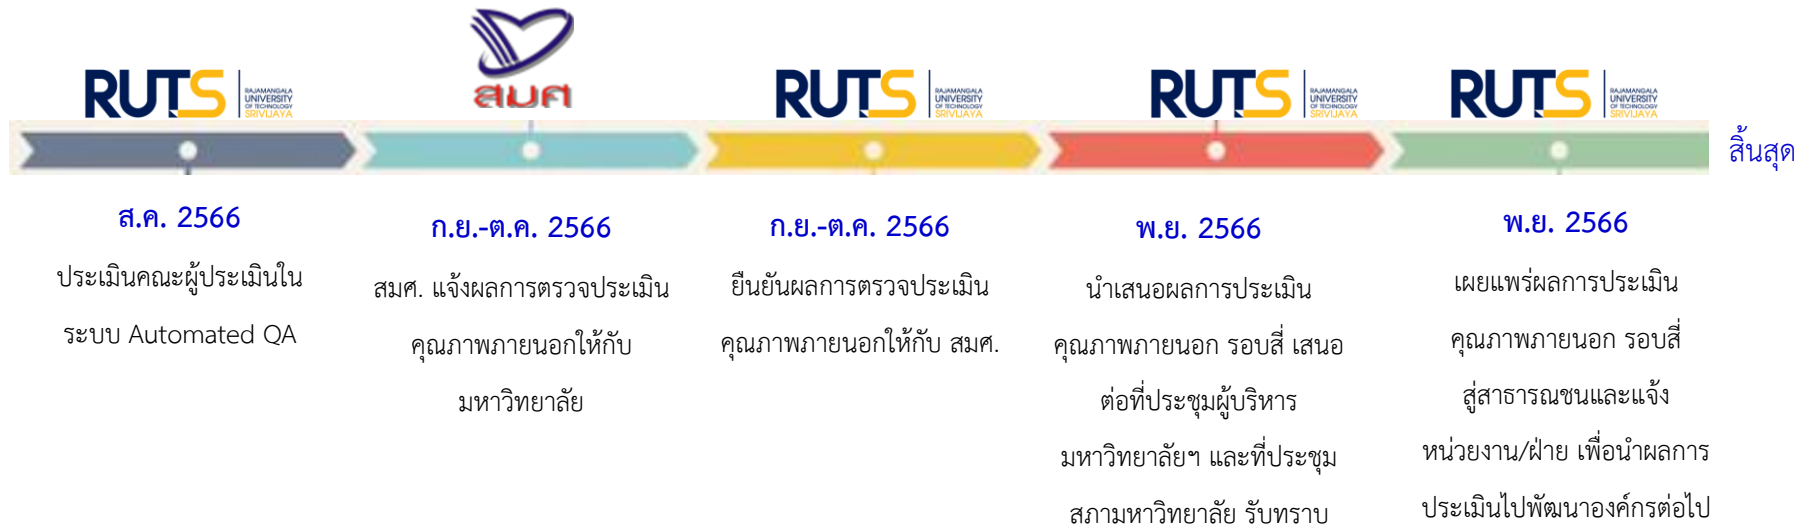 RUTS
RAJAMANGALA
UNIVERSITY
OF TECHNOLOGY
SRIVIJAYA
สมศ
RUTS
RAJAMANGALA
UNIVERSITY
OF TECHNOLOGY
SRIVIJAYA
RUTS
RAJAMANGALA
UNIVERSITY
OF TECHNOLOGY
SRIVIJAYA
RUTS
RAJAMANGALA
UNIVERSITY
OF TECHNOLOGY
SRIVIJAYA
สิ้นสุด
ส.ค. 2566
ประเมินคณะผู้ประเมินใน
ระบบ Automated QA
ก.ย.-ต.ค. 2566
สมศ. แจ้งผลการตรวจประเมิน
คุณภาพภายนอกให้กับ
มหาวิทยาลัย
ก.ย.-ต.ค. 2566
ยืนยันผลการตรวจประเมิน
คุณภาพภายนอกให้กับ สมศ.
พ.ย. 2566
นำเสนอผลการประเมิน
คุณภาพภายนอก รอบสี่ เสนอ
ต่อที่ประชุมผู้บริหาร
มหาวิทยาลัยฯ และที่ประชุม
สภามหาวิทยาลัย รับทราบ
พ.ย. 2566
เผยแพร่ผลการประเมิน
คุณภาพภายนอก รอบสี่
สู่สาธารณชนและแจ้ง
หน่วยงาน/ฝ่าย เพื่อนำผลการ
ประเมินไปพัฒนาองค์กรต่อไป